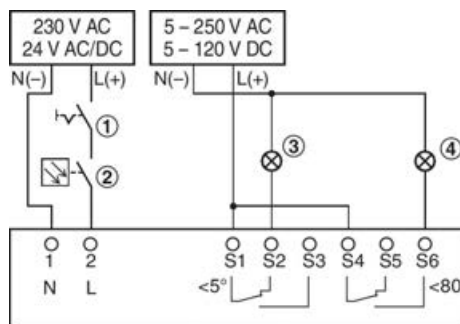 230 V AC
24 V AC/DC
5 – 250 V AC
5 – 120 V DC
N(–) L(+)
N(–) L(+)
1
2
3
4
1 2 S1 S2 S3 S4 S5 S6
N L <5° <80